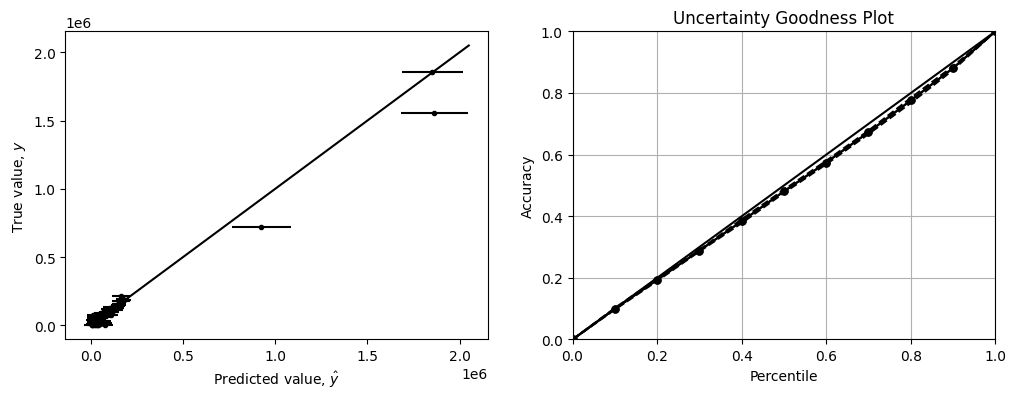 1e6
2.0
1.5
1.0
0.5
0.0
True value, y
0.0 0.5 1.0 1.5 2.0
1e6
Predicted value, ŷ
Uncertainty Goodness Plot
1.0
0.8
0.6
0.4
0.2
0.0
Accuracy
0.0 0.2 0.4 0.6 0.8 1.0
Percentile